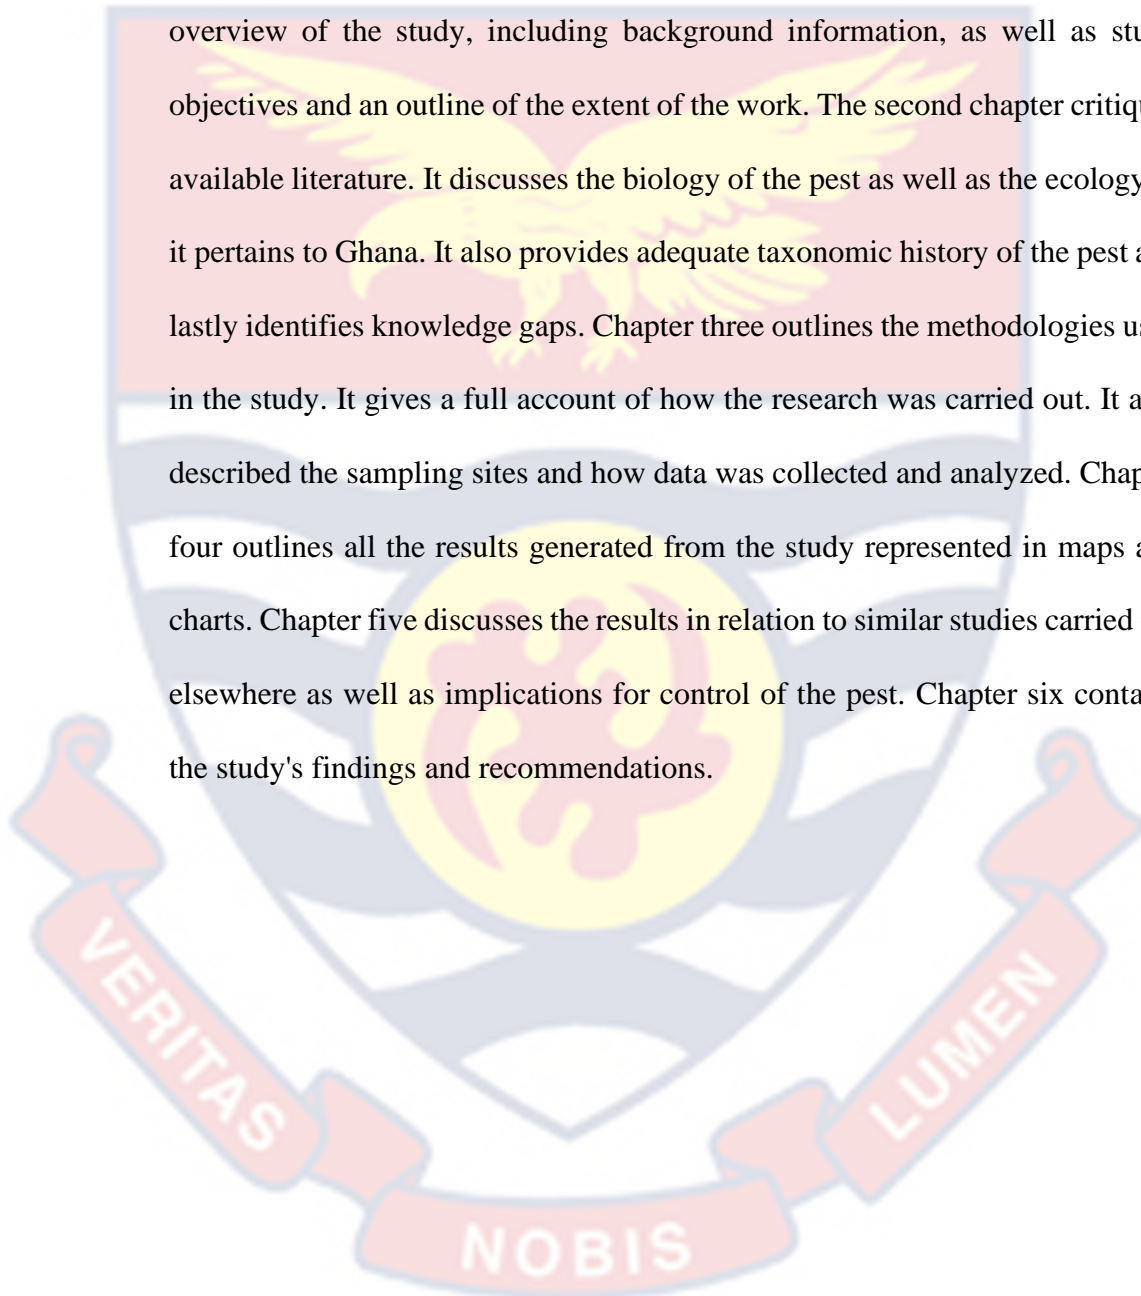 overview of the study, including background information, as well as stu
objectives and an outline of the extent of the work. The second chapter critiqu
available literature. It discusses the biology of the pest as well as the ecology
it pertains to Ghana. It also provides adequate taxonomic history of the pest a
lastly identifies knowledge gaps. Chapter three outlines the methodologies us
in the study. It gives a full account of how the research was carried out. It a
described the sampling sites and how data was collected and analyzed. Chap
four outlines all the results generated from the study represented in maps a
charts. Chapter five discusses the results in relation to similar studies carried
elsewhere as well as implications for control of the pest. Chapter six conta
the study's findings and recommendations.
VERITAS
NOBIS
LUMEN